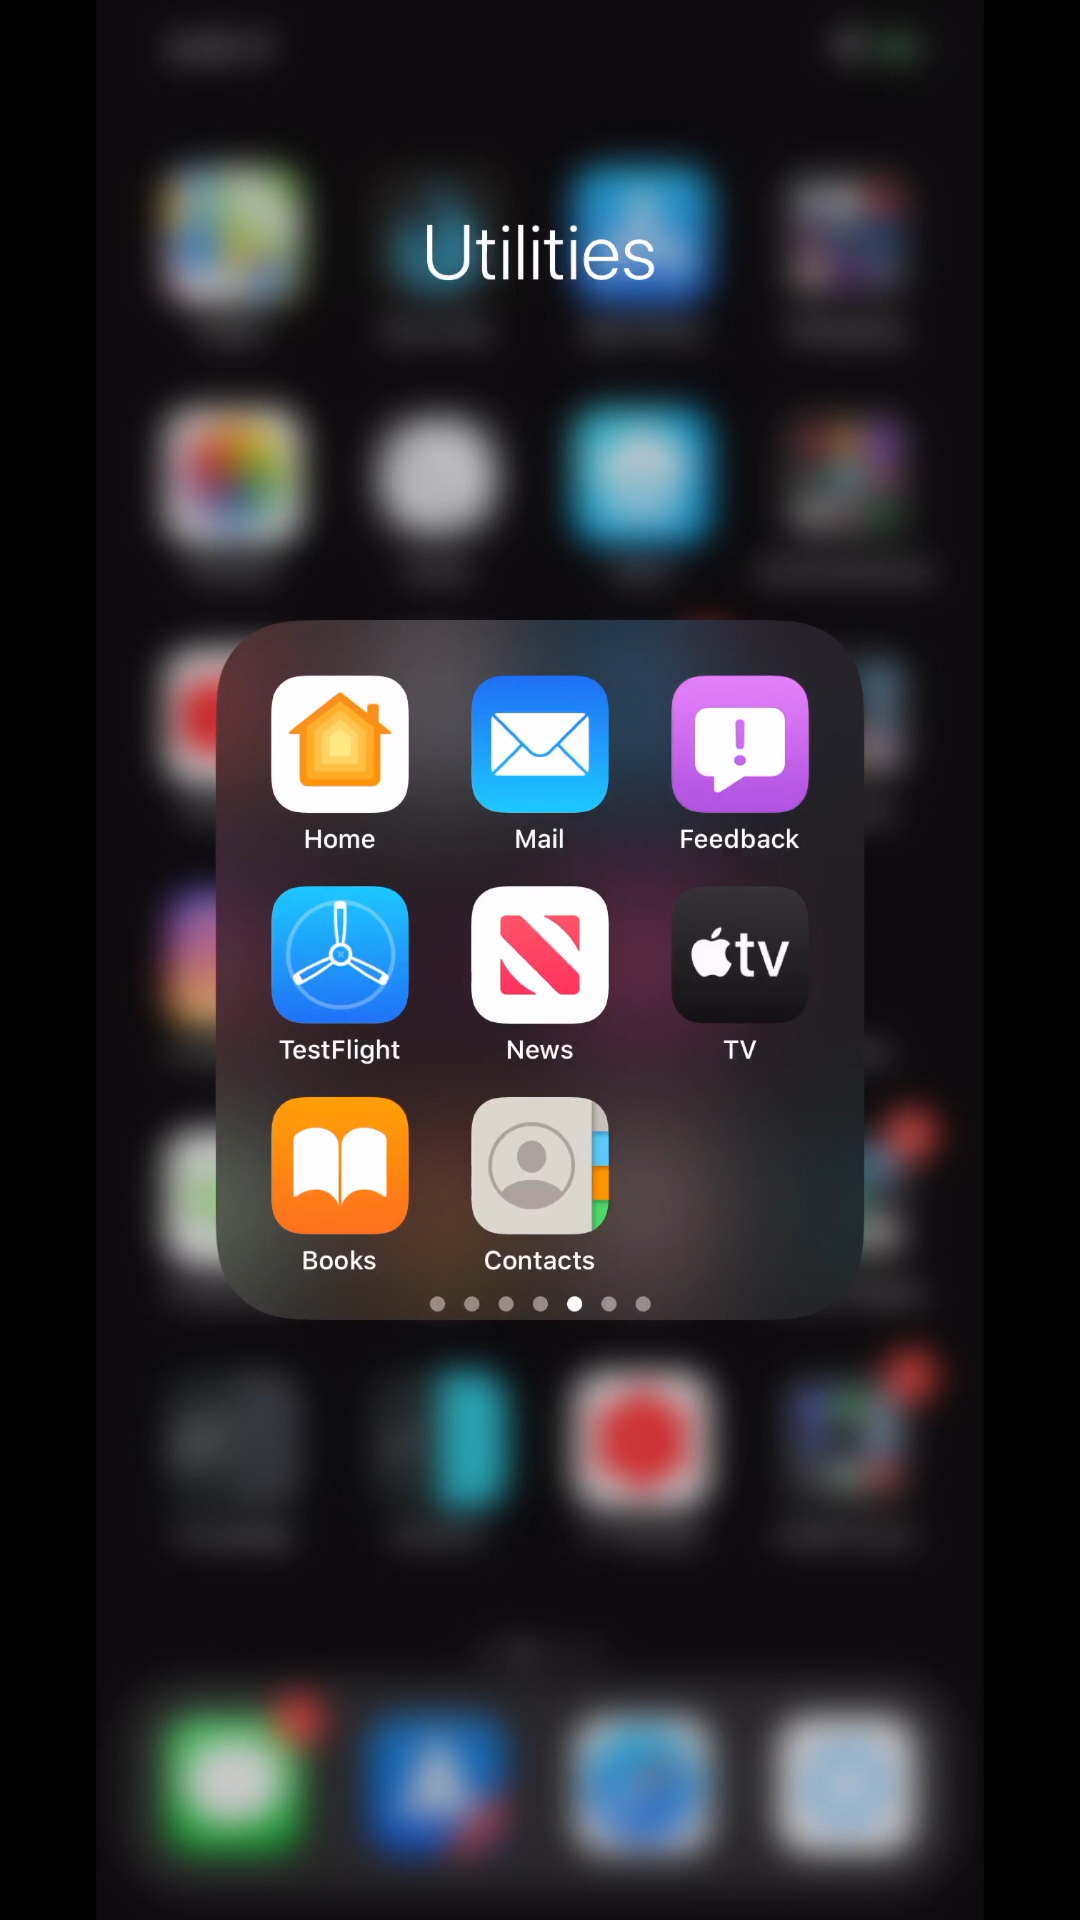 Utilities
Home Mail Feedback
tv
TestFlight News TV
Books Contacts